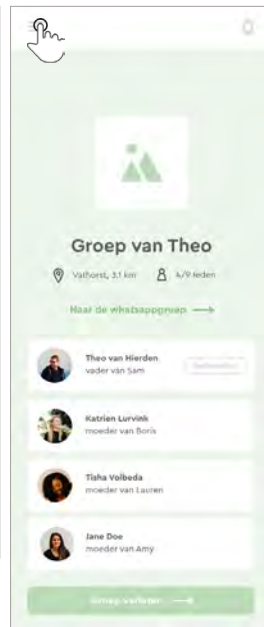 Groep van Theo
Vathorst, 3.1 km
4/9 leden
Naar de whatsappgroep
Theo van Hierden
vader van Sam
Katrien Lurvink
moeder van Boris
Tisha Volbeda
moeder van Lauren
Jane Doe
moeder van Amy
Groep verlaten